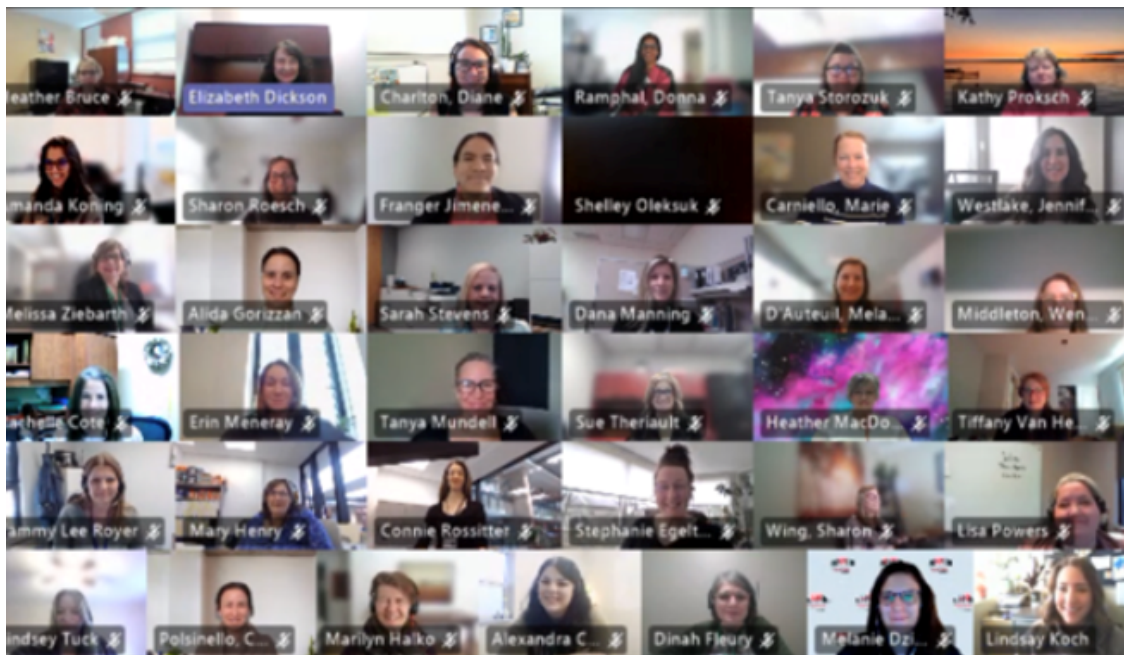 eather Bruce
Elizabeth Dickson
Charlton, Diane
Ramphal, Donna
Tanya Storozuk
Kathy Proksch
manda Koning
Sharon Roesch
Franger Jimene...
Shelley Oleksuk
Carniello, Marie
Westlake, Jennif...
Melissa Ziebarth
Alida Gorizzan
Sarah Stevens
Dana Manning
D'Auteuil, Mela...
Middleton, Wen...
achelle Cote
Erin Meneray
Tanya Mundell
Sue Theriault
Heather MacDo...
Tiffany Van He...
ammy Lee Royer
Mary Henry
Connie Rossitter
Stephanie Egelt...
Wing, Sharon
Lisa Powers
indsey Tuck
Polsinello, C...
Marilyn Halko
Alexandra C...
Dinah Fleury
Melanie Dzi...
Lindsay Koch